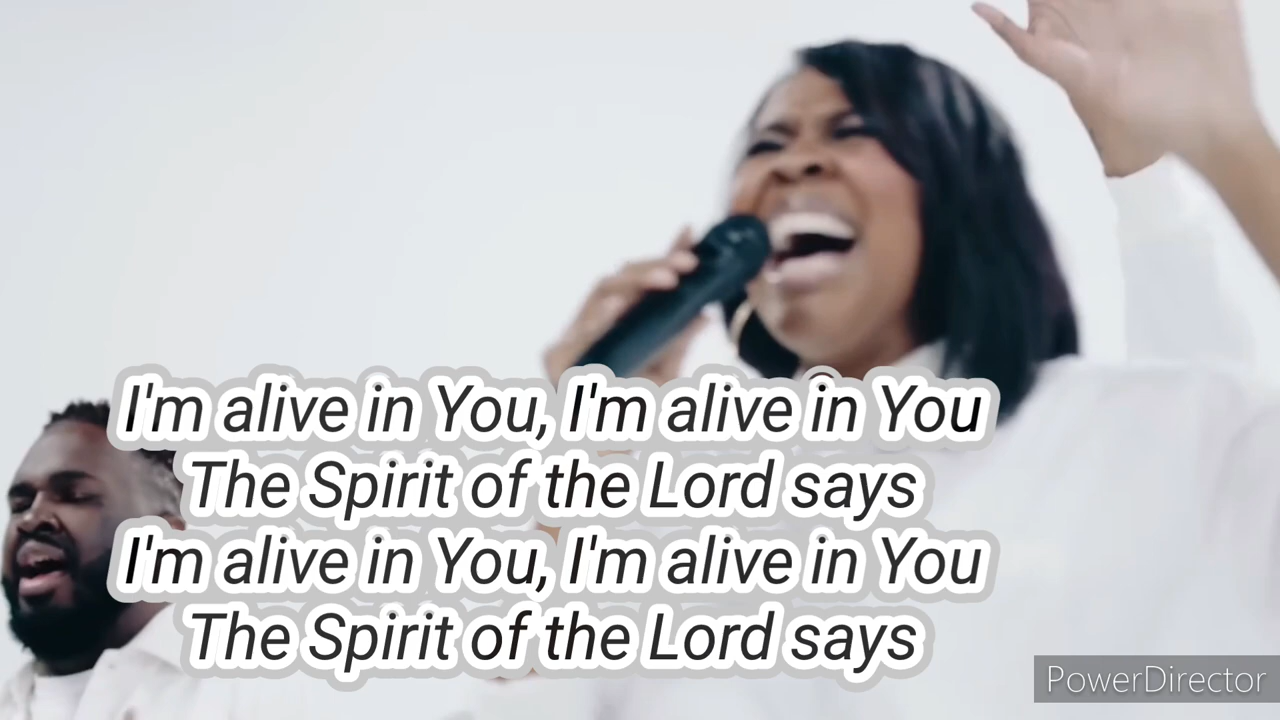 I'm alive in You, I'm alive in You
The Spirit of the Lord says
I'm alive in You, I'm alive in You
The Spirit of the Lord says
PowerDirector